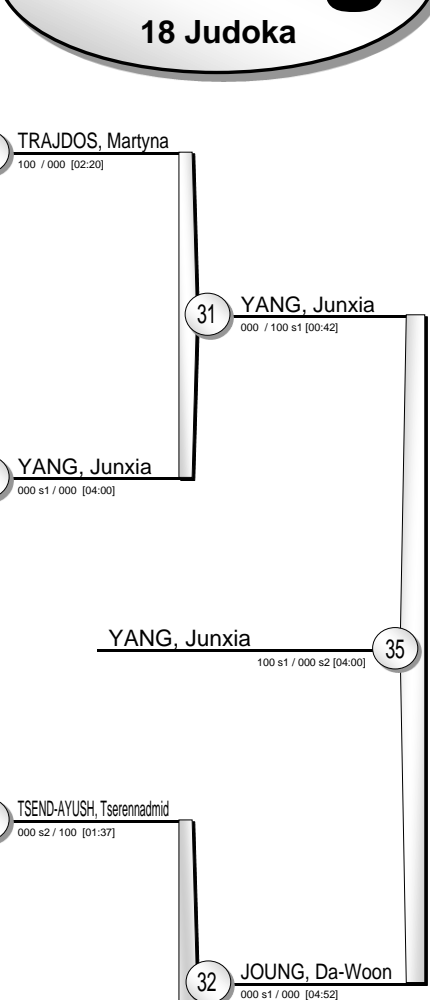 18 Judoka
TRAJDOS, Martyna
100 / 000 [02:20]
31
YANG, Junxia
000 / 100 s1 [00:42]
YANG, Junxia
000 s1 / 000 [04:00]
YANG, Junxia
35
100 s1 / 000 s2 [04:00]
TSEND-AYUSH, Tserennadmid
000 s2 / 100 [01:37]
32
JOUNG, Da-Woon
000 s1 / 000 [04:52]